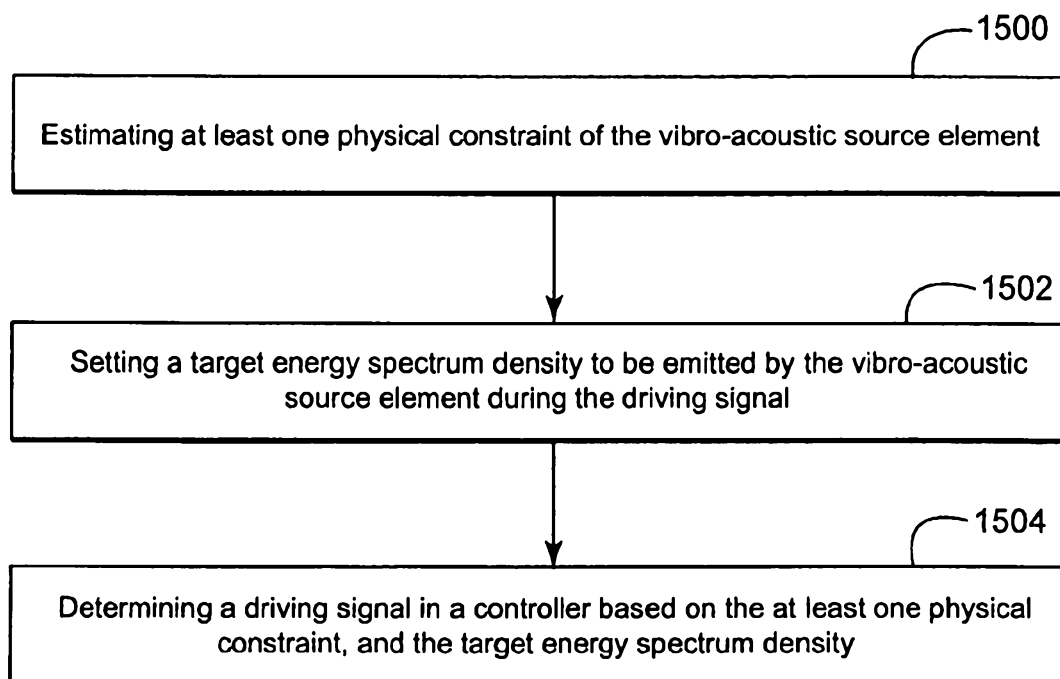 1500
Estimating at least one physical constraint of the vibro-acoustic source element
1502
Setting a target energy spectrum density to be emitted by the vibro-acoustic
source element during the driving signal
1504
Determining a driving signal in a controller based on the at least one physical
constraint, and the target energy spectrum density